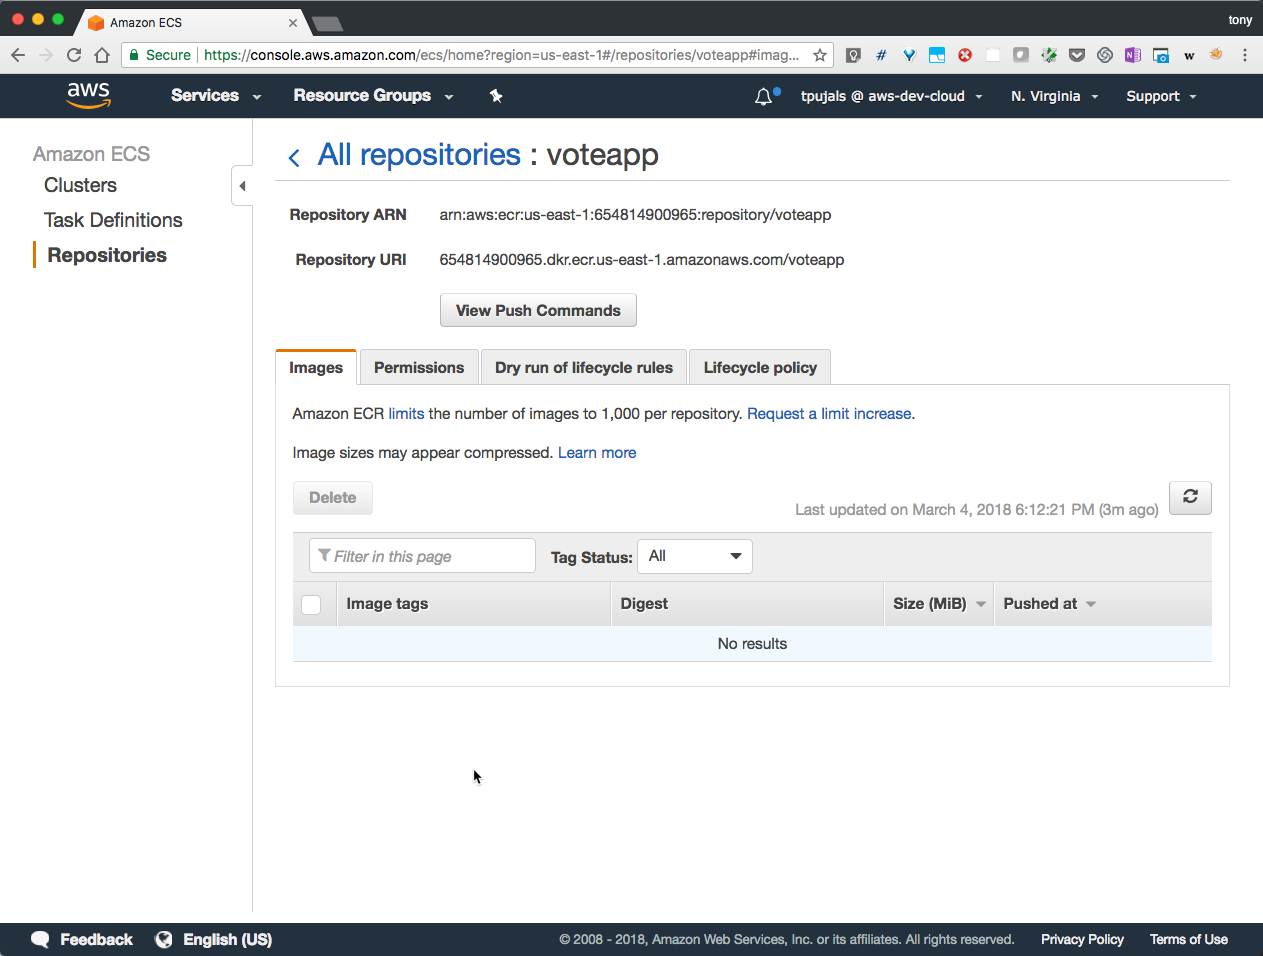 Amazon ECS
tony
Secure https://console.aws.amazon.com/ecs/home?region=us-east-1#/repositories/voteapp#imag...
aws Services Resource Groups tpujals @ aws-dev-cloud N. Virginia Support
Amazon ECS
Clusters
Task Definitions
Repositories
All repositories : voteapp
Repository ARN arn:aws:ecr:us-east-1:654814900965:repository/voteapp
Repository URI 654814900965.dkr.ecr.us-east-1.amazonaws.com/voteapp
View Push Commands
Images Permissions Dry run of lifecycle rules Lifecycle policy
Amazon ECR limits the number of images to 1,000 per repository. Request a limit increase.
Image sizes may appear compressed. Learn more
Delete
Last updated on March 4, 2018 6:12:21 PM (3m ago)
Filter in this page Tag Status: All
Image tags Digest Size (MiB) Pushed at
No results
Feedback English (US) © 2008 - 2018, Amazon Web Services, Inc. or its affiliates. All rights reserved. Privacy Policy Terms of Use